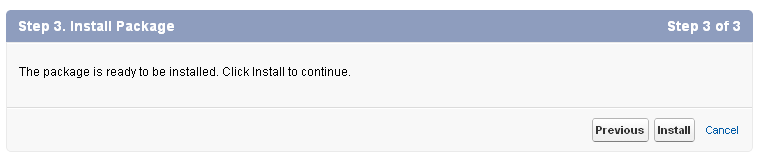 Step 3. Install Package Step 3 of 3
The package is ready to be installed. Click Install to continue.
Previous Install Cancel